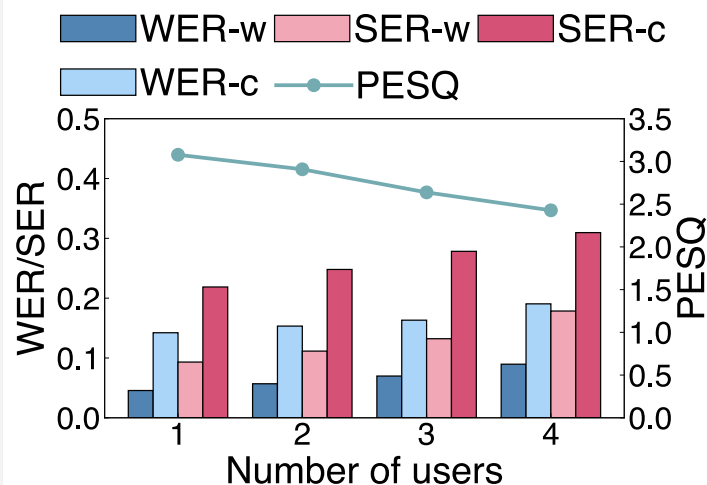 WER-w SER-w SER-c
WER-c PESQ
0.5 3.5
3.0
0.4
2.5
0.3
2.0
0.2
1.5
1.0
0.1
0.5
0.0 0.0
WER/SER
PESQ
1 2 3 4
Number of users